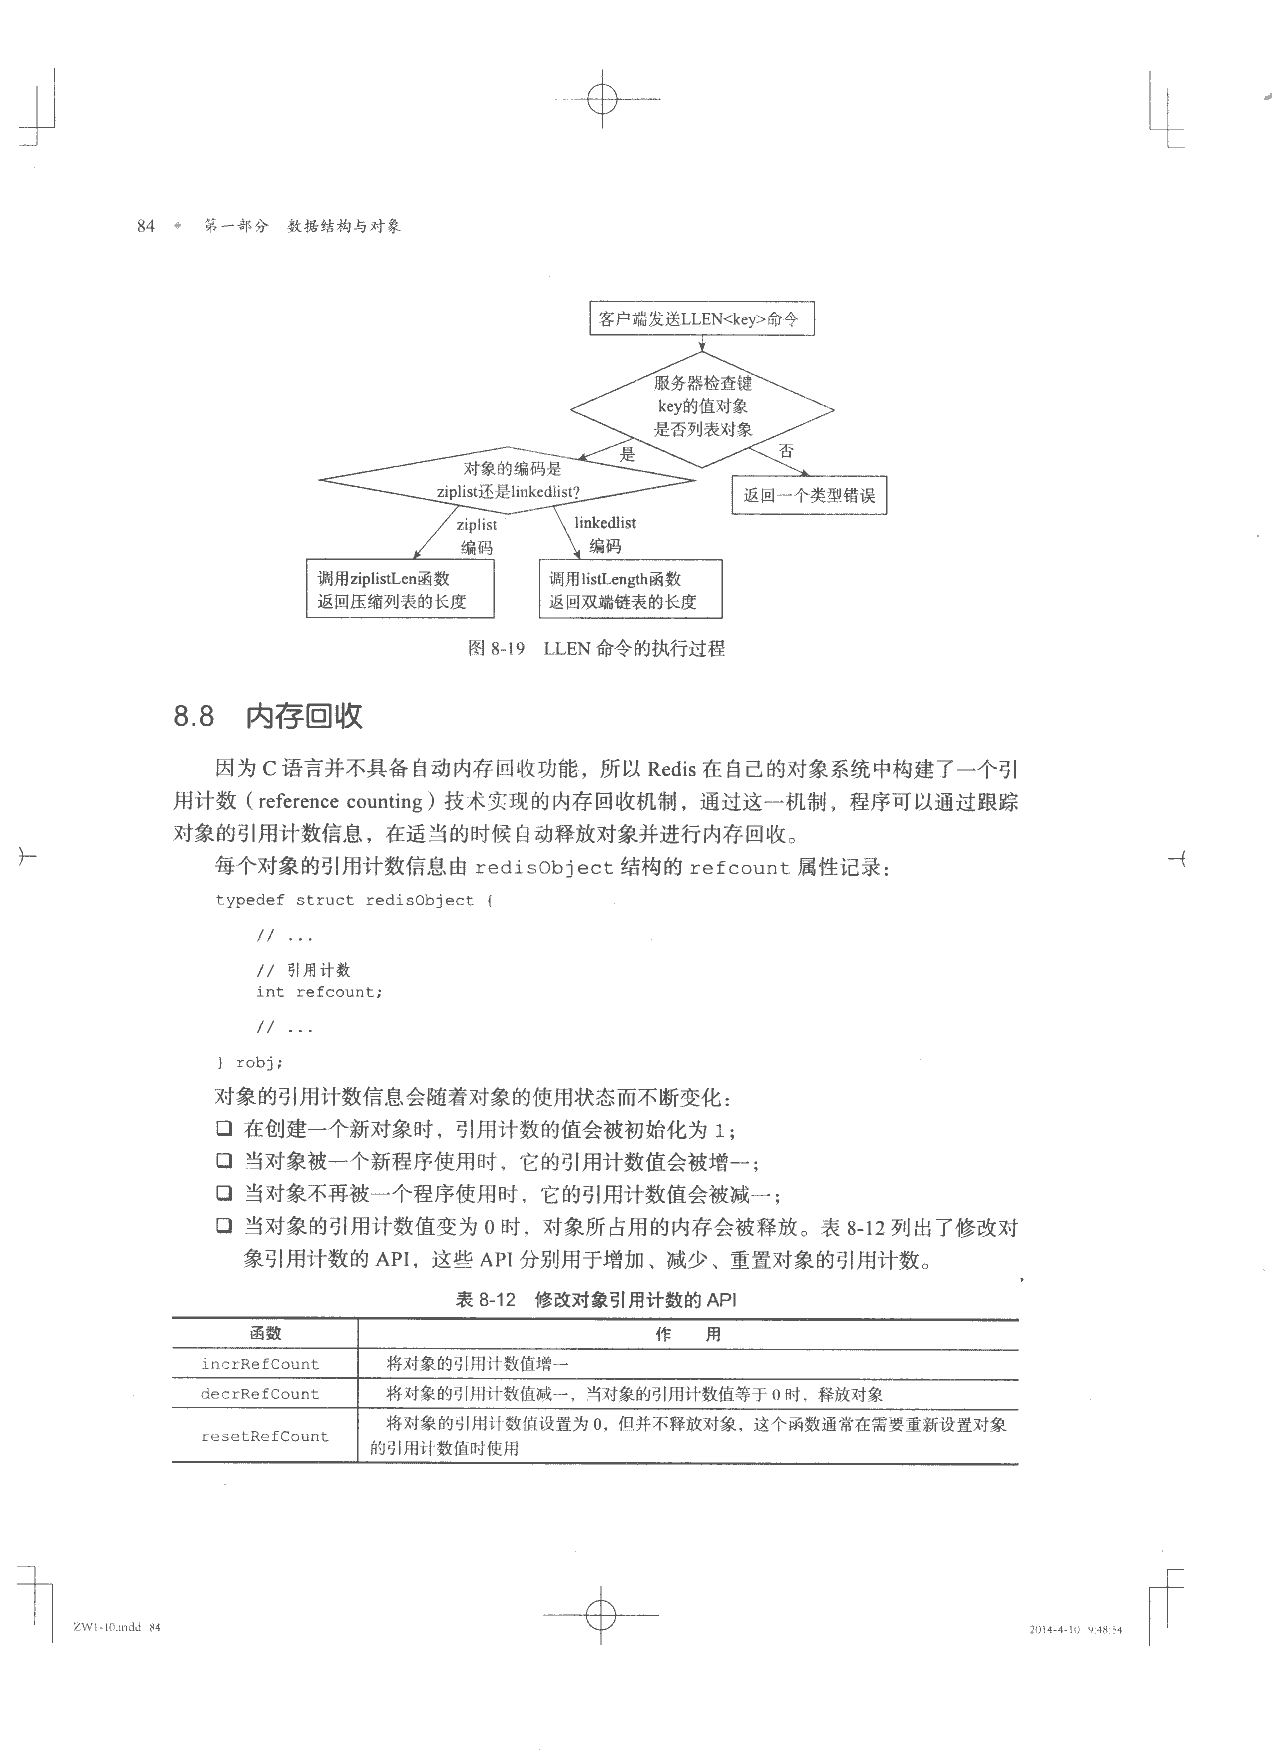 84 第一部分 数据结构与对象
客户端发送LLEN<key>命令
服务器检查键
key的值对象
是否列表对象
是
否
对象的编码是
ziplist还是linkedlist?
返回一个类型错误
ziplist
编码
linkedlist
编码
调用ziplistLen函数
返回压缩列表的长度
调用listLength函数
返回双端链表的长度
图 8-19 LLEN 命令的执行过程
8.8 内存回收
因为 C 语言并不具备自动内存回收功能，所以 Redis 在自己的对象系统中构建了一个引
用计数（reference counting）技术实现的内存回收机制，通过这一机制，程序可以通过跟踪
对象的引用计数信息，在适当的时候自动释放对象并进行内存回收。
每个对象的引用计数信息由 redisObject 结构的 refcount 属性记录：
typedef struct redisObject {
// ...
// 引用计数
int refcount;
// ...
} robj;
对象的引用计数信息会随着对象的使用状态而不断变化：
❑ 在创建一个新对象时，引用计数的值会被初始化为 1；
❑ 当对象被一个新程序使用时，它的引用计数值会被增一；
❑ 当对象不再被一个程序使用时，它的引用计数值会被减一；
❑ 当对象的引用计数值变为 0 时，对象所占用的内存会被释放。表 8-12 列出了修改对
象引用计数的 API，这些 API 分别用于增加、减少、重置对象的引用计数。
表 8-12 修改对象引用计数的 API
函数 作 用
incrRefCount 将对象的引用计数值增一
decrRefCount 将对象的引用计数值减一，当对象的引用计数值等于 0 时，释放对象
resetRefCount 将对象的引用计数值设置为 0，但并不释放对象，这个函数通常在需要重新设置对象
的引用计数值时使用
ZW1-10.indd 84
2014-4-10 9:48:54